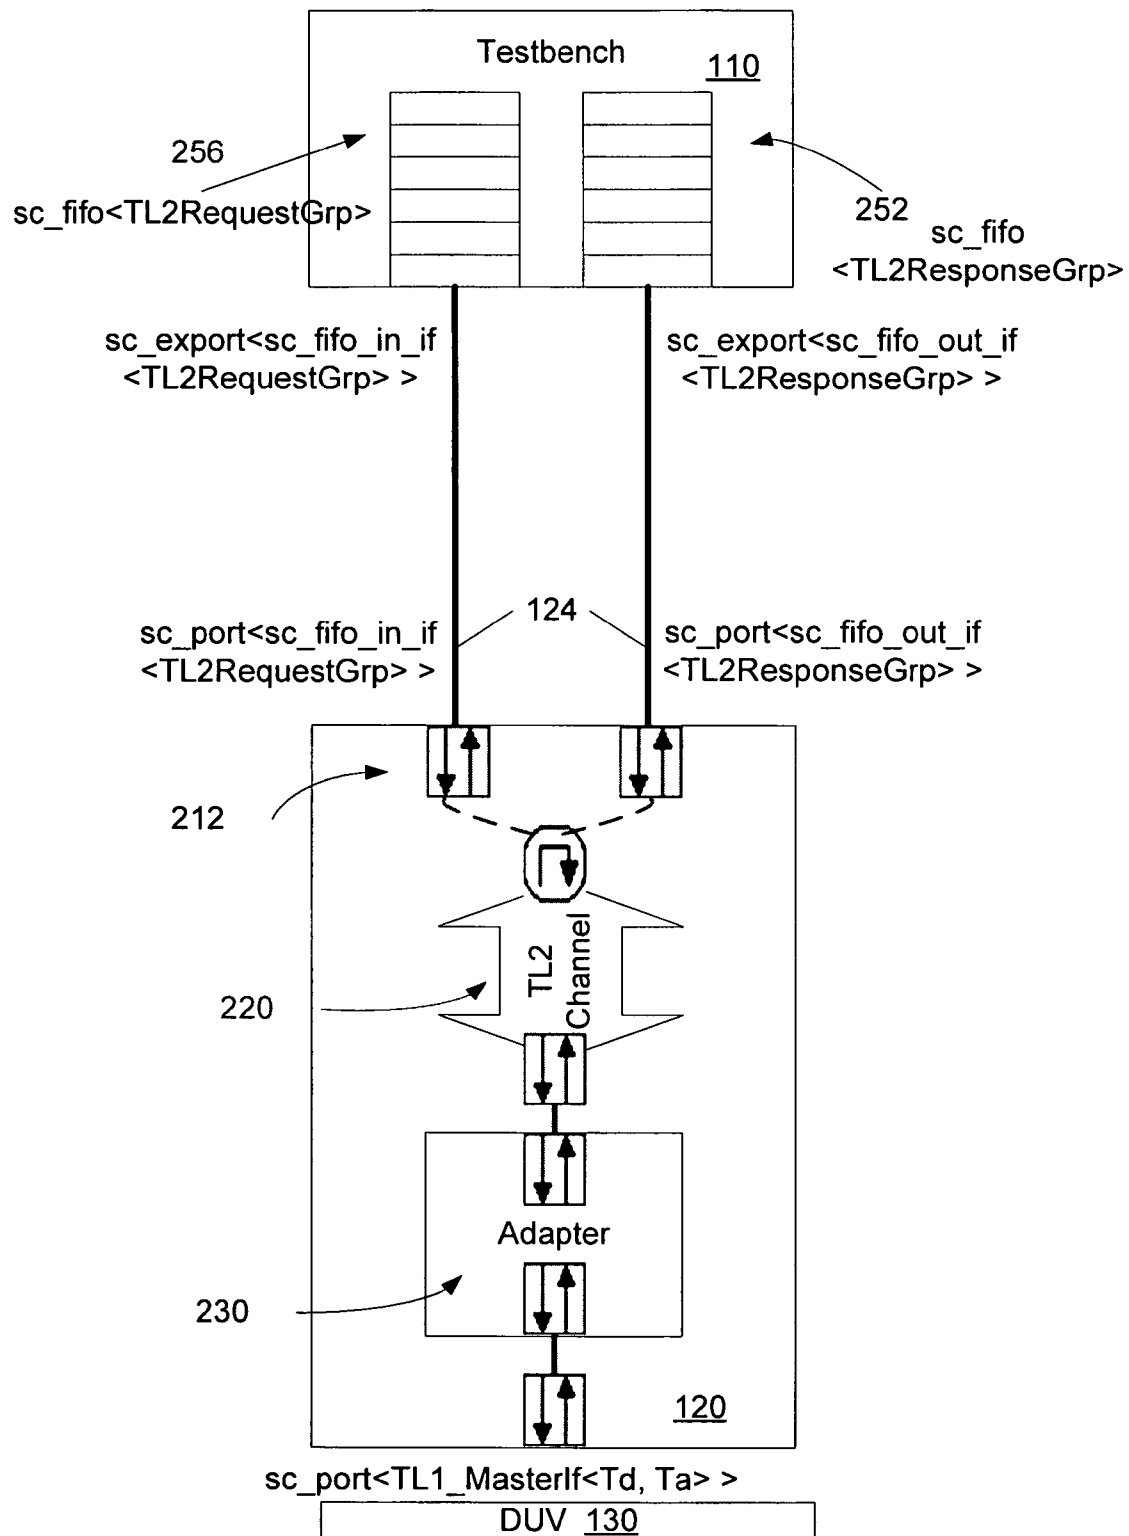 Testbench
110
256
sc_fifo<TL2RequestGrp>
252
sc_fifo
<TL2ResponseGrp>
sc_export<sc_fifo_in_if
<TL2RequestGrp> >
sc_export<sc_fifo_out_if
<TL2ResponseGrp> >
124
sc_port<sc_fifo_in_if
<TL2RequestGrp> >
sc_port<sc_fifo_out_if
<TL2ResponseGrp> >
212
TL2
Channel
220
Adapter
230
120
sc_port<TL1_MasterIf<Td, Ta> >
DUV 130